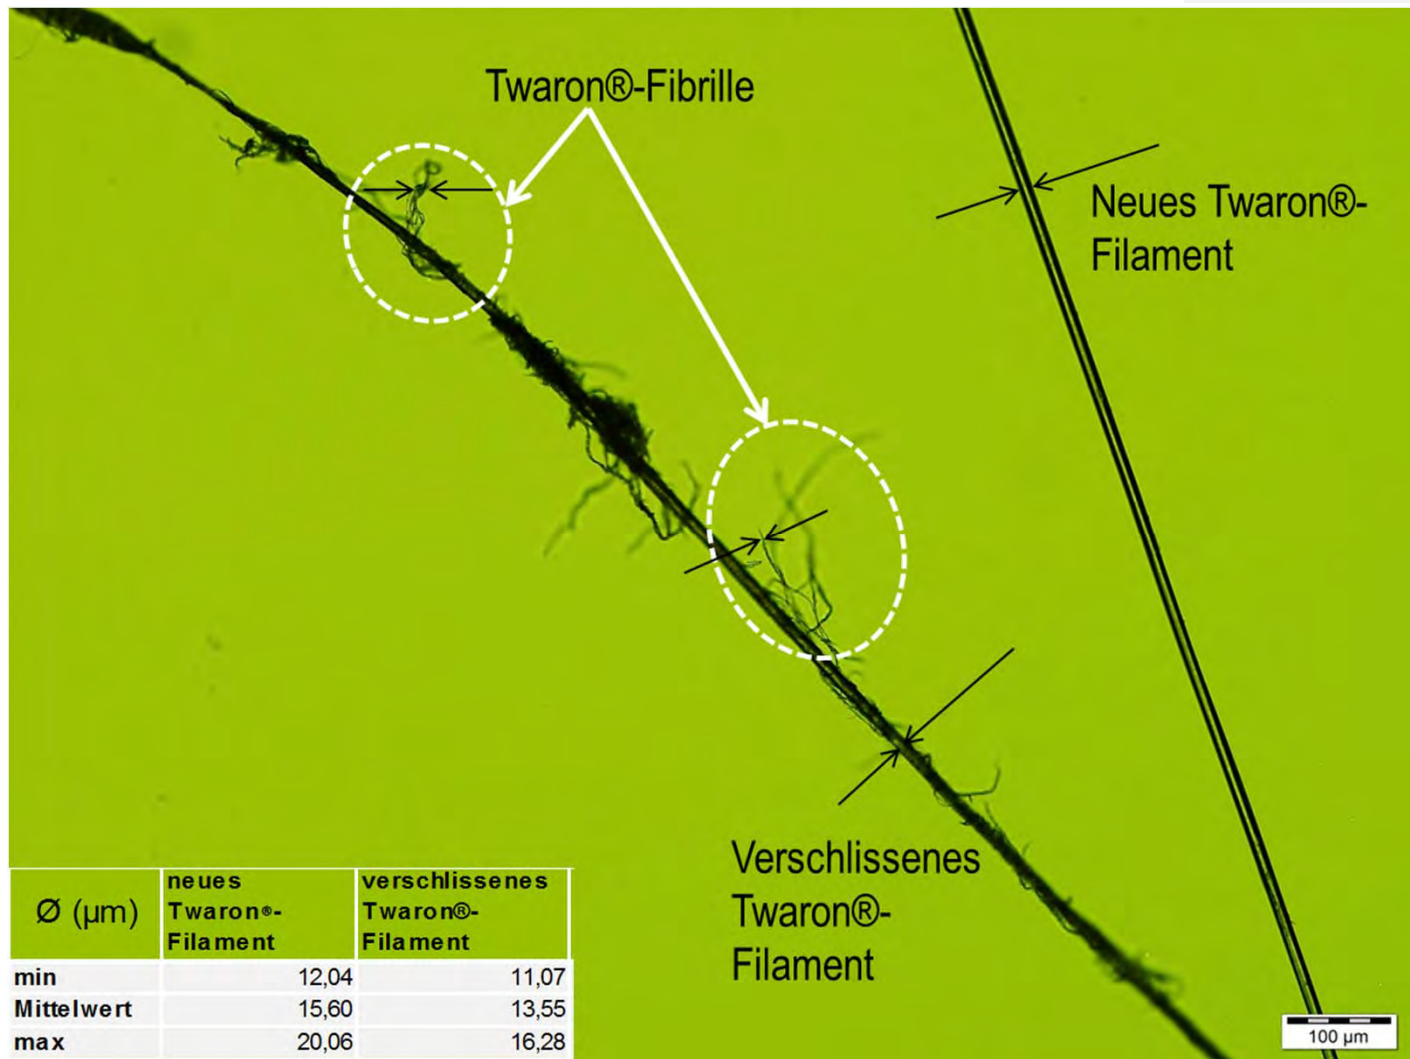 Twaron®-Fibrille
Neues Twaron®-
Filament
Verschlissenes
Twaron®-
Filament
Ø (µm) neues Twaron®-Filament verschlissenes Twaron®-Filament
min 12,04 11,07
Mittelwert 15,60 13,55
max 20,06 16,28
100 µm